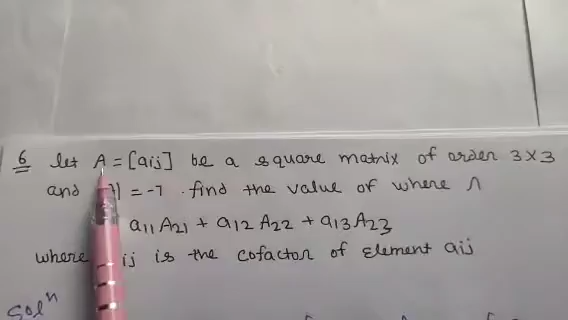 6 let A = [aij] be a square matrix of order 3×3
and = -7 . find the value of where
a11 A21 + a12 A22 + a13 A23
where ij is the cofactor of element aij
Solⁿ